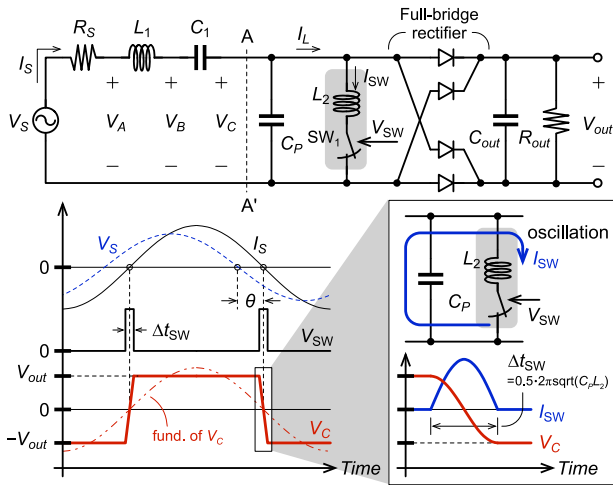 Full-bridge
rectifier
R_S
L_1
C_1
A
I_L
I_S
I_SW
L_2
SW_1
V_SW
V_S
+
+
+
V_A
V_B
V_C
−
−
−
C_P
C_out
R_out
+
V_out
−
A'
V_S
I_S
0
θ
Δt_SW
V_SW
0
V_out
0
−V_out
fund. of V_C
Time
oscillation
I_SW
L_2
C_P
V_SW
Δt_SW
=0.5·2πsqrt(C_PL_2)
I_SW
V_C
Time